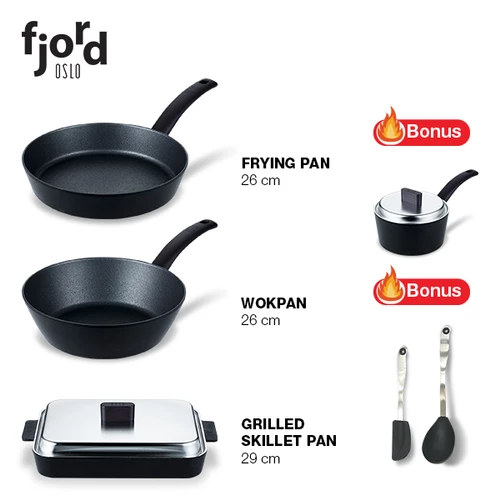 fjord
OSLO
Bonus
FRYING PAN
26 cm
Bonus
WOKPAN
26 cm
GRILLED
SKILLET PAN
29 cm